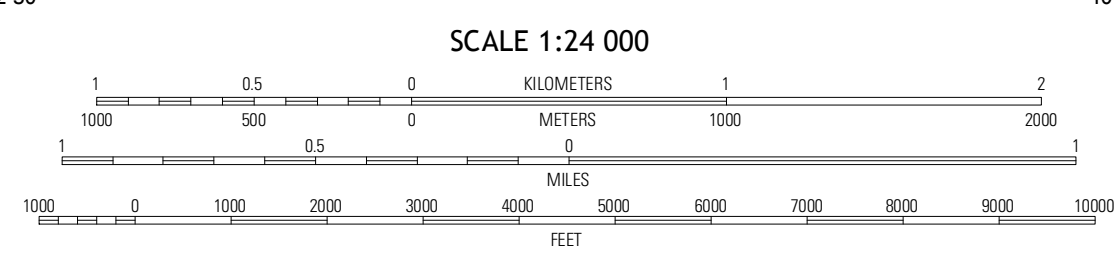 SCALE 1:24 000
1 0.5 0 KILOMETERS 1 2
1000 500 0 METERS 1000 2000
1 0.5 0 1
MILES
1000 0 1000 2000 3000 4000 5000 6000 7000 8000 9000 10000
FEET